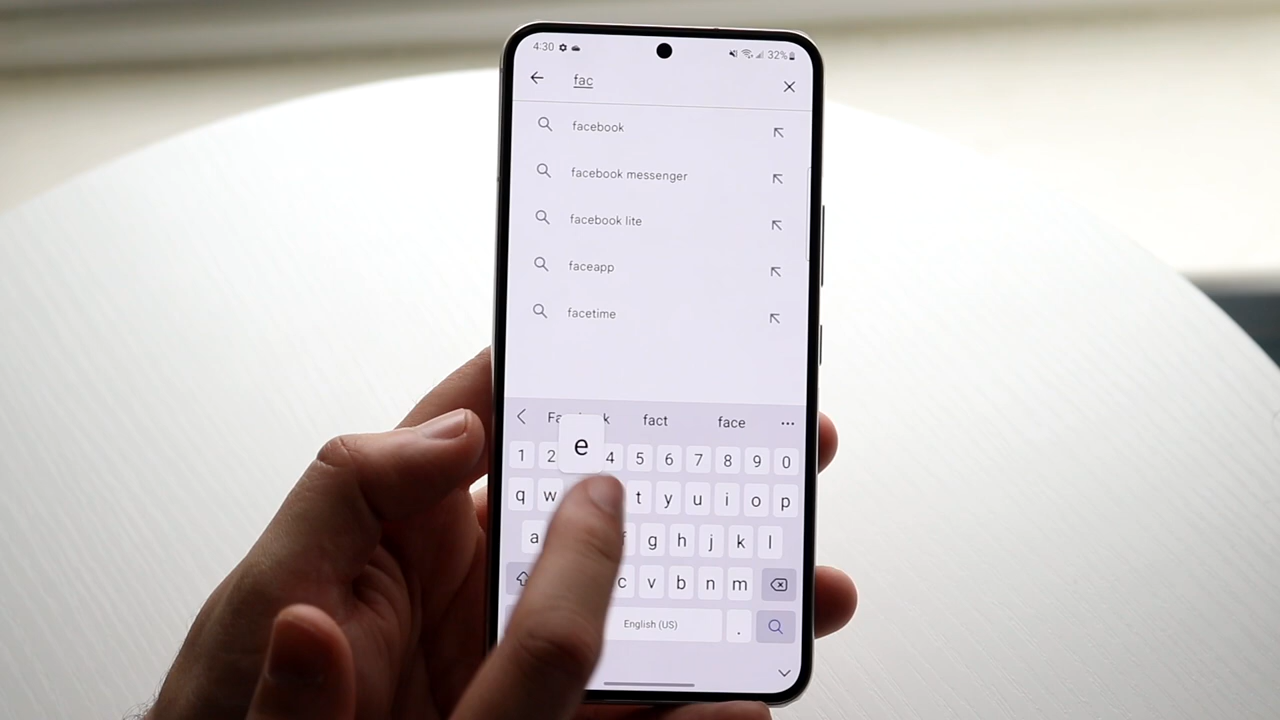 4:30 32%
fac
facebook
facebook messenger
facebook lite
faceapp
facetime
fact face
e
1 2 4 5 6 7 8 9 0
q w t y u i o p
a f g h j k l
c v b n m
English (US) .